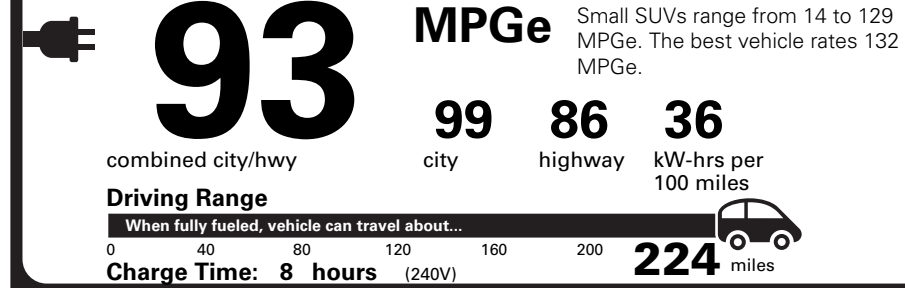 93
MPGe
Small SUVs range from 14 to 129
MPGe. The best vehicle rates 132
MPGe.
99 86 36
combined city/hwy city highway kW-hrs per
100 miles
Driving Range
When fully fueled, vehicle can travel about...
0 40 80 120 160 200 224 miles
Charge Time: 8 hours (240V)